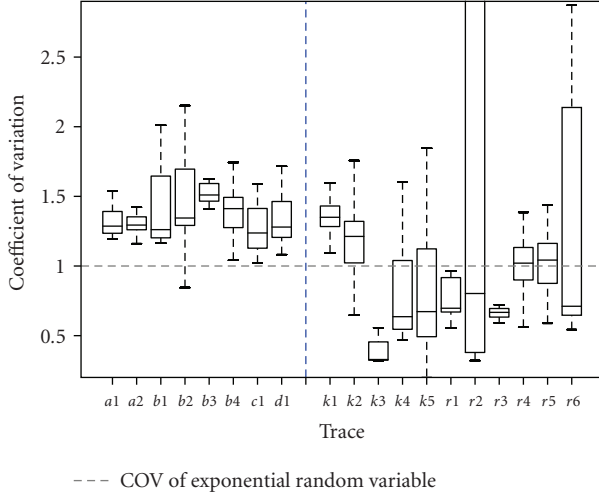 Coefficient of variation
2.5
2
1.5
1
0.5
a1 a2 b1 b2 b3 b4 c1 d1 k1 k2 k3 k4 k5 r1 r2 r3 r4 r5 r6
Trace
COV of exponential random variable